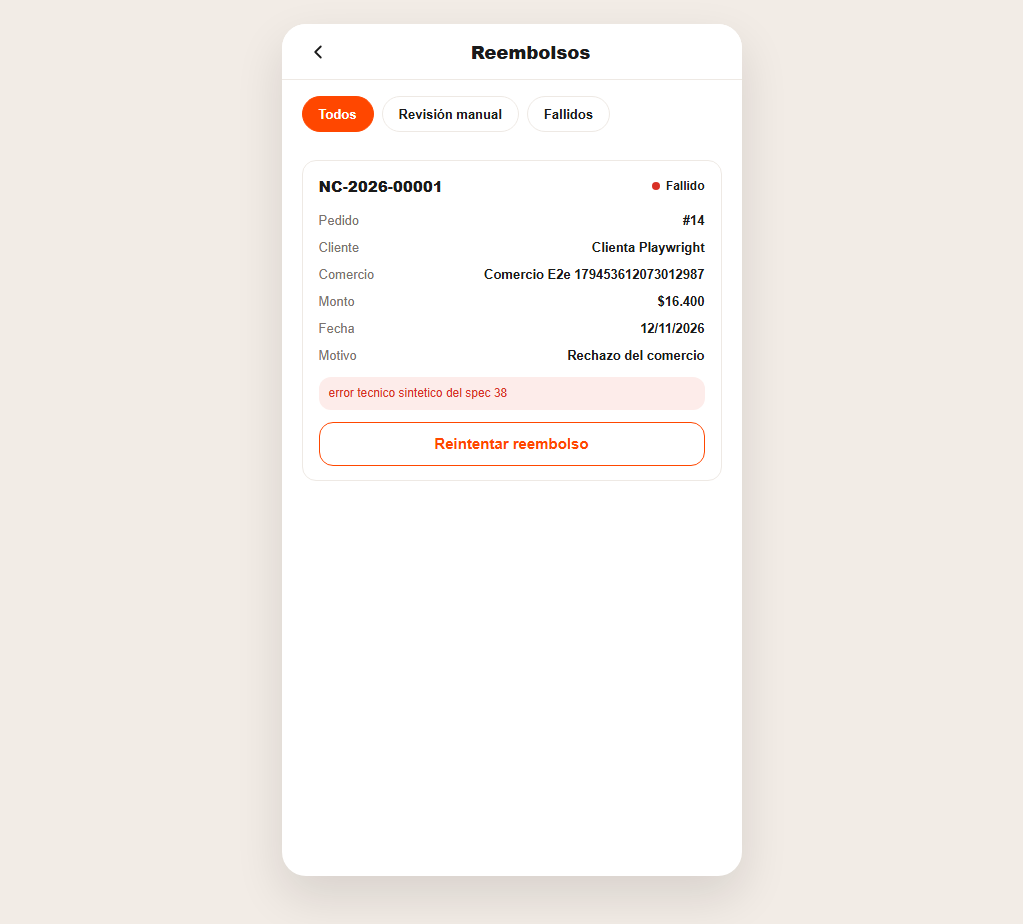 Reembolsos
Todos Revisión manual Fallidos
NC-2026-00001 Fallido
Pedido #14
Cliente Clienta Playwright
Comercio Comercio E2e 179453612073012987
Monto $16.400
Fecha 12/11/2026
Motivo Rechazo del comercio
error tecnico sintetico del spec 38
Reintentar reembolso